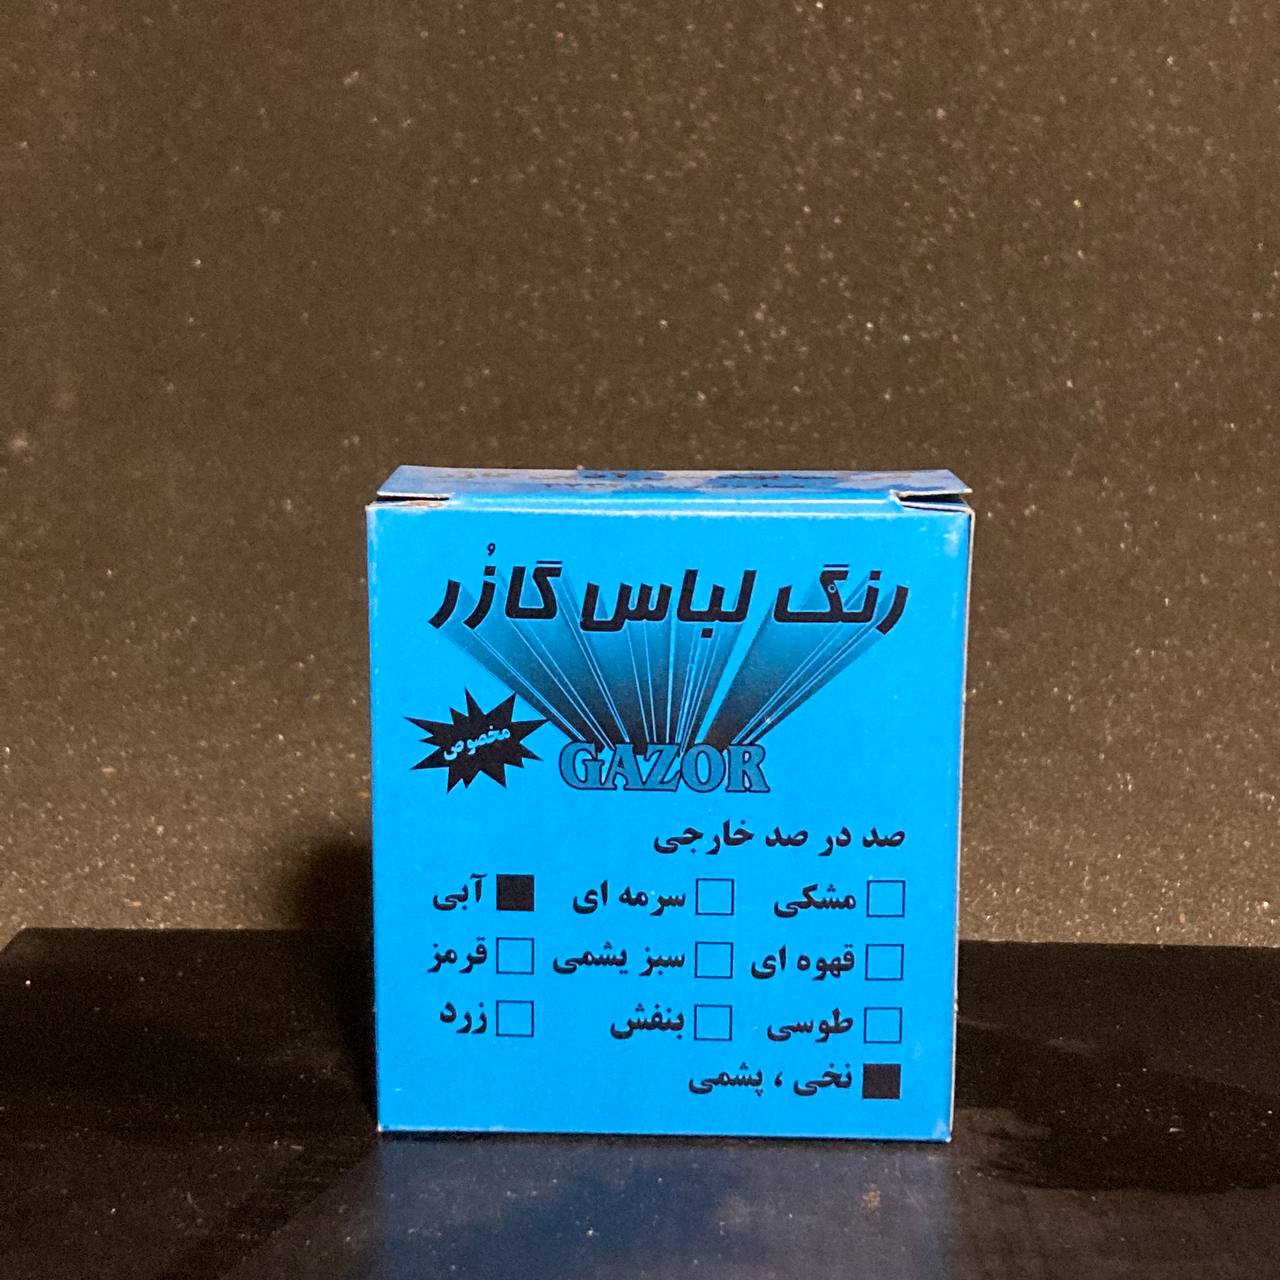 رنگ لباس گازُر
مخصوص
GAZOR
صد در صد خارجی
مشکی سرمه ای آبی
قهوه ای سبز یشمی قرمز
طوسی بنفش زرد
نخی ، پشمی